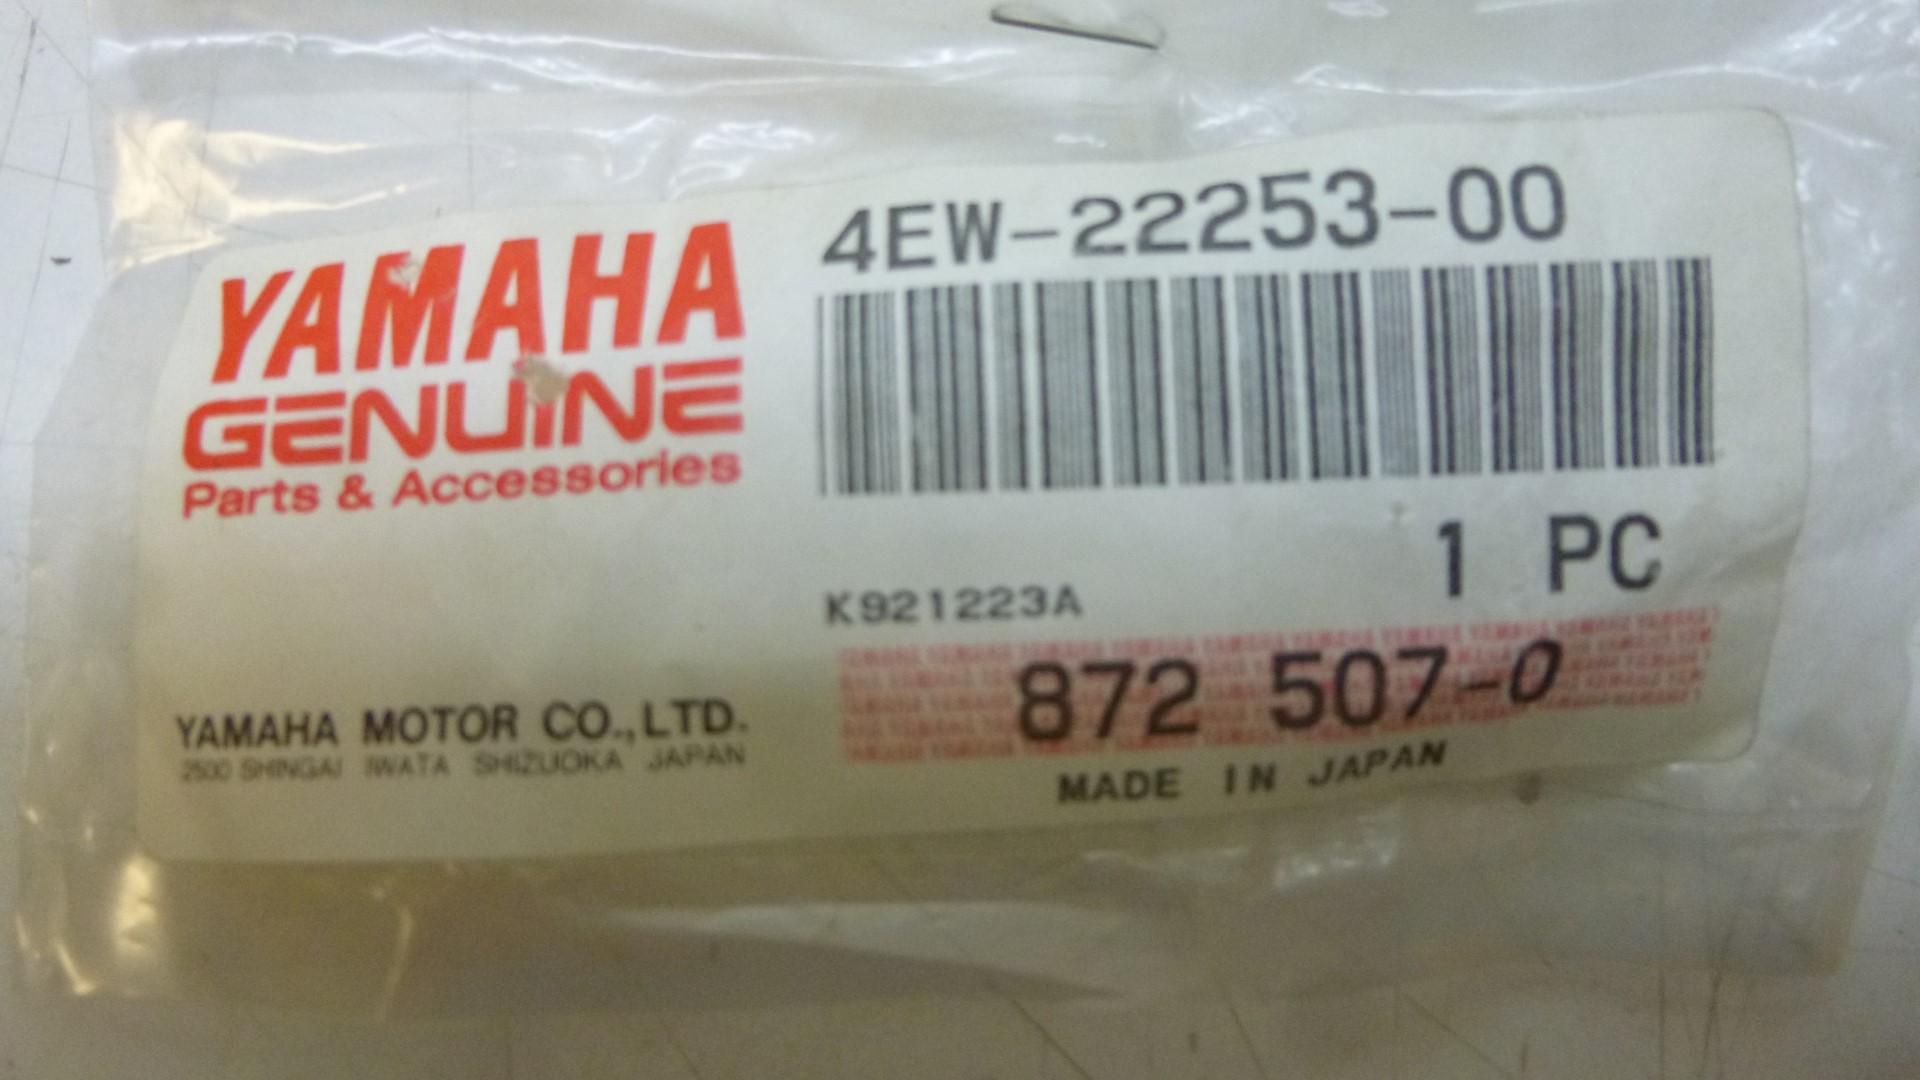 YAMAHA
GENUINE
Parts & Accessories
4EW-22253-00
1 PC
K921223A
872 507-0
MADE IN JAPAN
YAMAHA MOTOR CO.,LTD.
2500 SHINGAI IWATA SHIZUOKA JAPAN